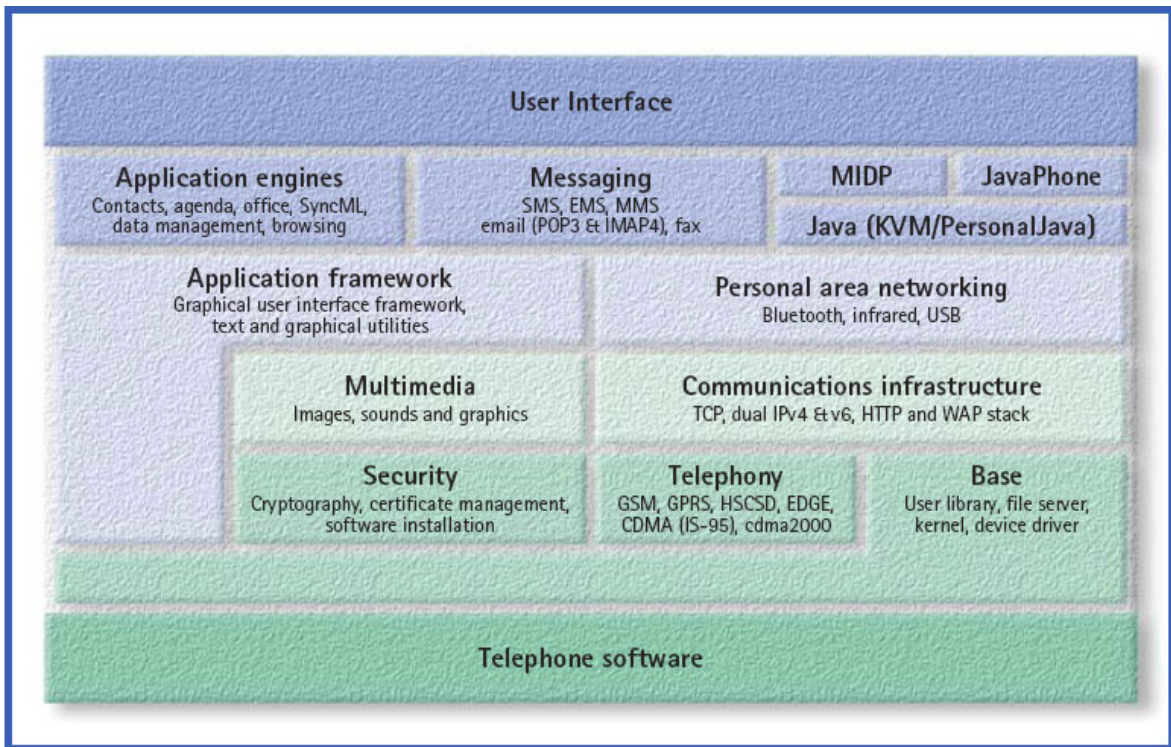 User Interface
Application engines
Contacts, agenda, office, SyncML,
data management, browsing
Messaging
SMS, EMS, MMS
email (POP3 & IMAP4), fax
MIDP
JavaPhone
Java (KVM/PersonalJava)
Application framework
Graphical user interface framework,
text and graphical utilities
Personal area networking
Bluetooth, infrared, USB
Multimedia
Images, sounds and graphics
Communications infrastructure
TCP, dual IPv4 & v6, HTTP and WAP stack
Security
Cryptography, certificate management,
software installation
Telephony
GSM, GPRS, HSCSD, EDGE,
CDMA (IS-95), cdma2000
Base
User library, file server,
kernel, device driver
Telephone software